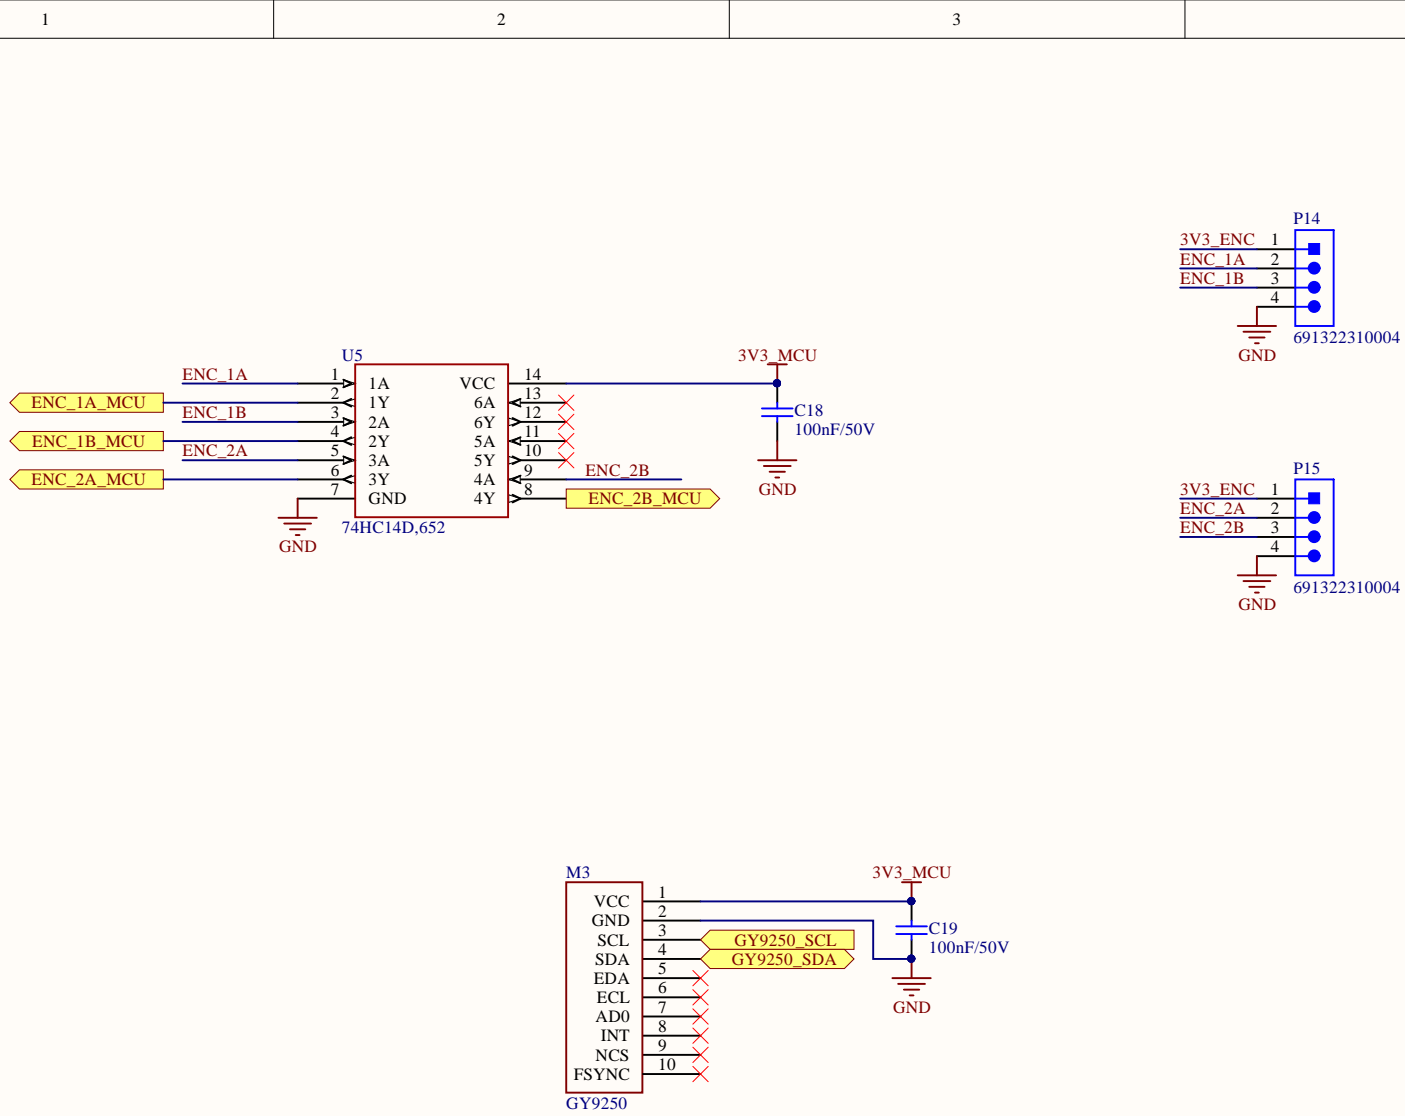 1 2 3
P14
3V3_ENC 1
ENC_1A 2
ENC_1B 3
4
GND
691322310004
U5
ENC_1A 1 1A
ENC_1A_MCU 2 1Y
ENC_1B 3 2A
ENC_1B_MCU 4 2Y
ENC_2A 5 3A
ENC_2A_MCU 6 3Y
7 GND
GND
VCC 14
6A 13
6Y 12
5A 11
5Y 10
4A 9 ENC_2B
4Y 8 ENC_2B_MCU
74HC14D,652
3V3_MCU
C18
100nF/50V
GND
P15
3V3_ENC 1
ENC_2A 2
ENC_2B 3
4
GND
691322310004
M3
VCC 1
GND 2
SCL 3 GY9250_SCL
SDA 4 GY9250_SDA
EDA 5
ECL 6
AD0 7
INT 8
NCS 9
FSYNC 10
GY9250
3V3_MCU
C19
100nF/50V
GND